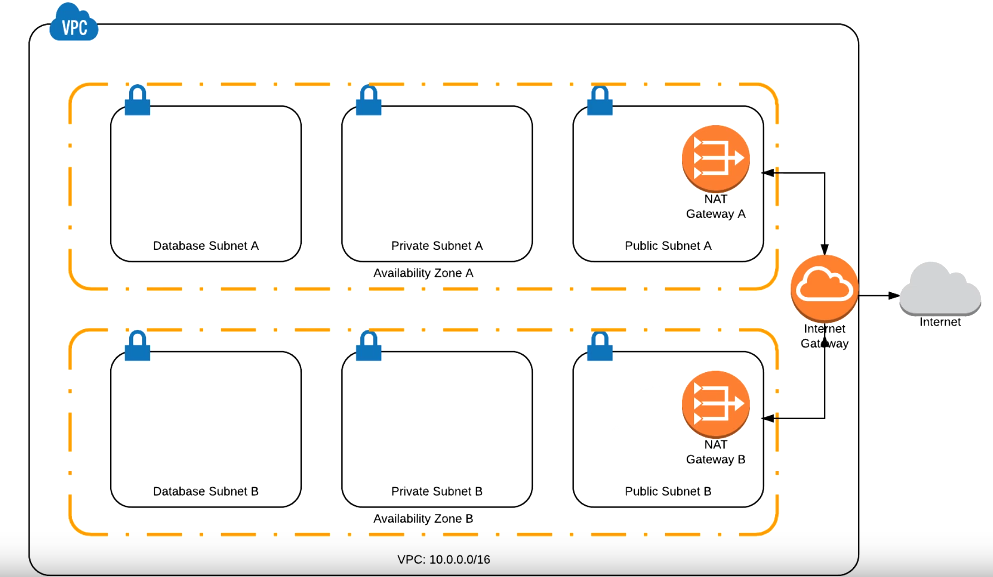 VPC
NAT
Gateway A
Database Subnet A
Private Subnet A
Public Subnet A
Availability Zone A
Internet
Gateway
Internet
NAT
Gateway B
Database Subnet B
Private Subnet B
Public Subnet B
Availability Zone B
VPC: 10.0.0.0/16